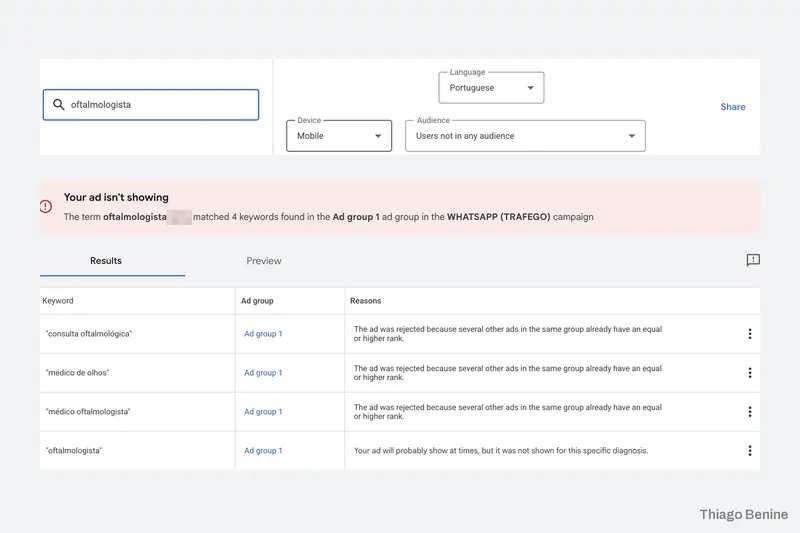 Language
oftalmologista
Portuguese
Share
Device
Audience
Mobile
Users not in any audience
Your ad isn't showing
The term oftalmologista matched 4 keywords found in the Ad group 1 ad group in the WHATSAPP (TRAFEGO) campaign
Results
Preview
Keyword
Ad group
Reasons
"consulta oftalmológica"
Ad group 1
The ad was rejected because several other ads in the same group already have an equal
or higher rank.
"médico de olhos"
Ad group 1
The ad was rejected because several other ads in the same group already have an equal
or higher rank.
"médico oftalmologista"
Ad group 1
The ad was rejected because several other ads in the same group already have an equal
or higher rank.
"oftalmologista"
Ad group 1
Your ad will probably show at times, but it was not shown for this specific diagnosis.
Thiago Benine